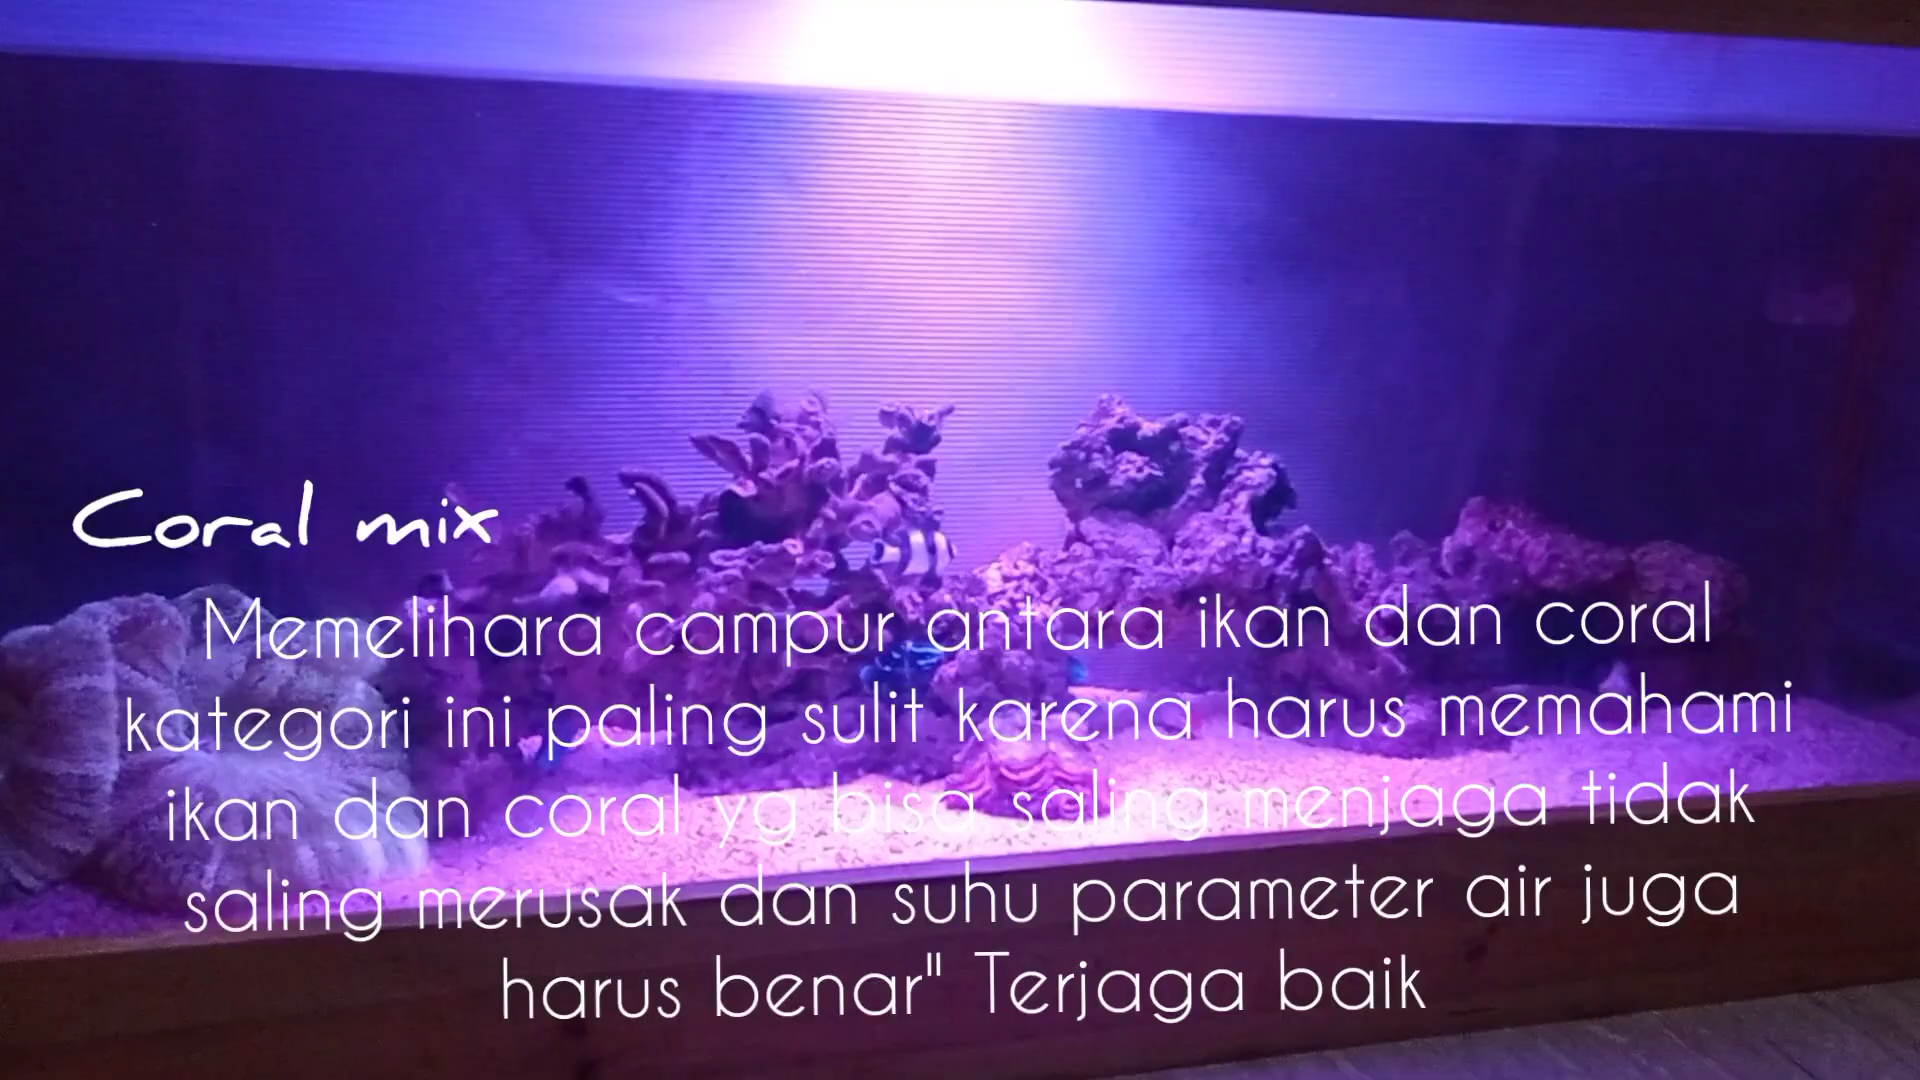 Coral mix
Memelihara campur antara ikan dan coral
kategori ini paling sulit karena harus memahami
ikan dan coral yg bisa saling menjaga tidak
saling merusak dan suhu parameter air juga
harus benar" Terjaga baik